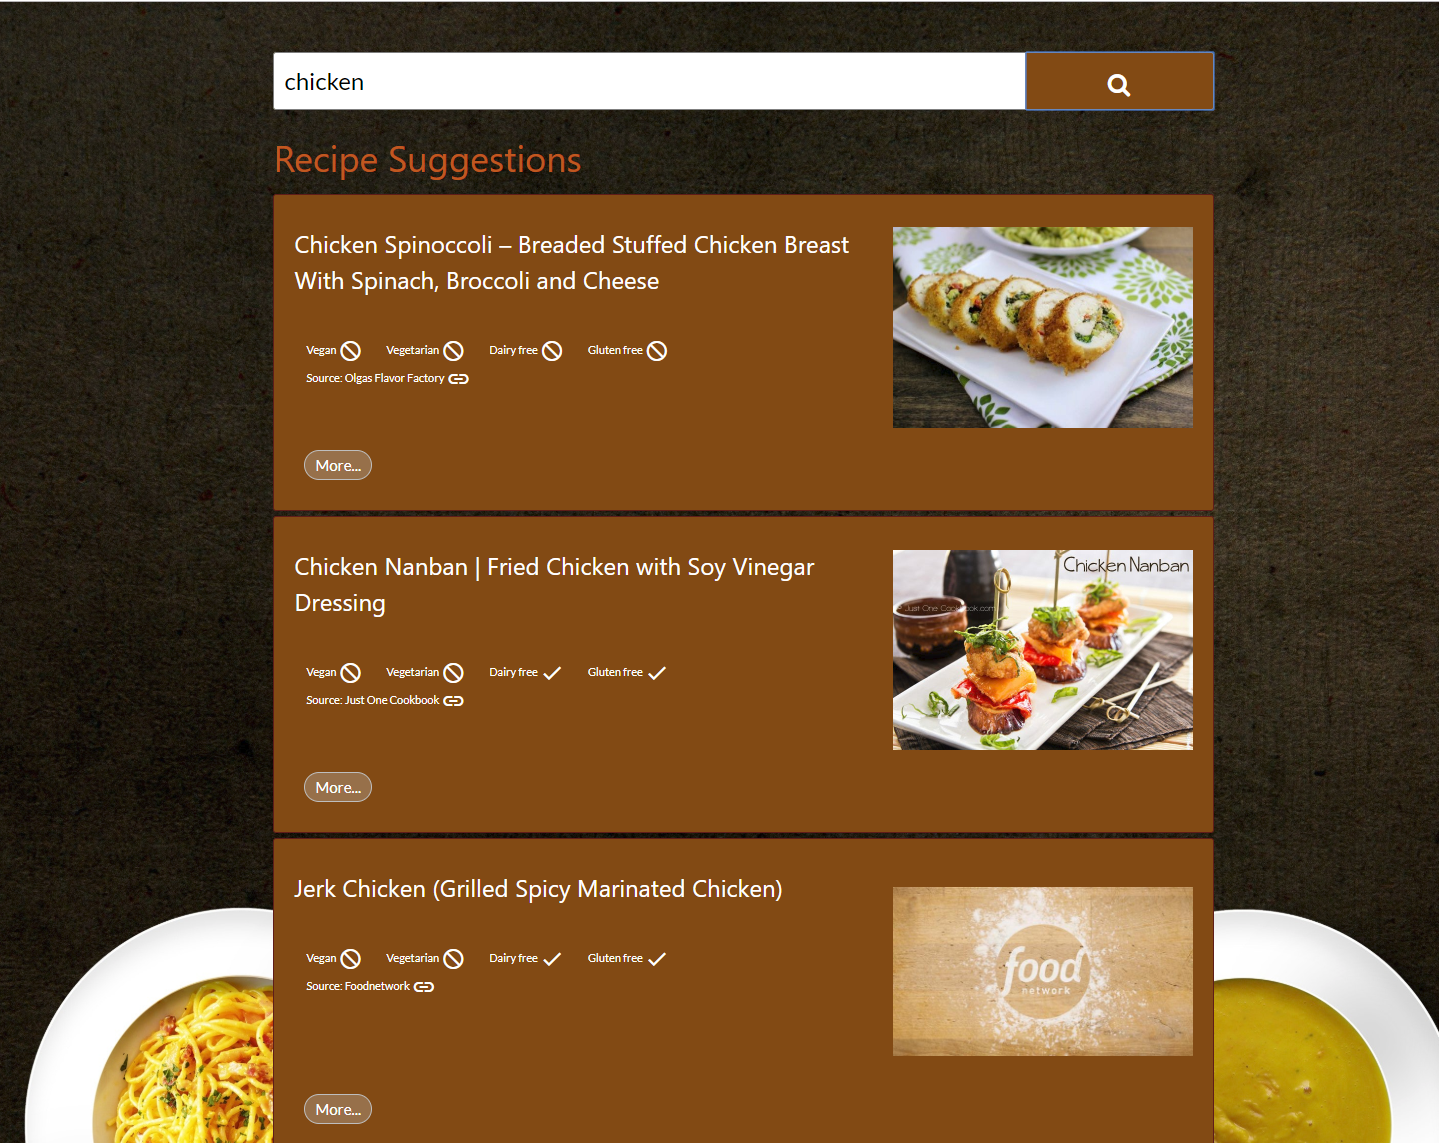 chicken
Recipe Suggestions
Chicken Spinoccoli – Breaded Stuffed Chicken Breast
With Spinach, Broccoli and Cheese
Vegan Vegetarian Dairy free Gluten free
Source: Olgas Flavor Factory
More...
Chicken Nanban | Fried Chicken with Soy Vinegar
Dressing
Chicken Nanban
Just One Cookbook.com
Vegan Vegetarian Dairy free Gluten free
Source: Just One Cookbook
More...
Jerk Chicken (Grilled Spicy Marinated Chicken)
food
network
Vegan Vegetarian Dairy free Gluten free
Source: Foodnetwork
More...